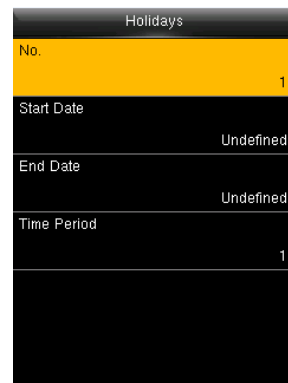 Holidays
No.
1
Start Date
Undefined
End Date
Undefined
Time Period
1